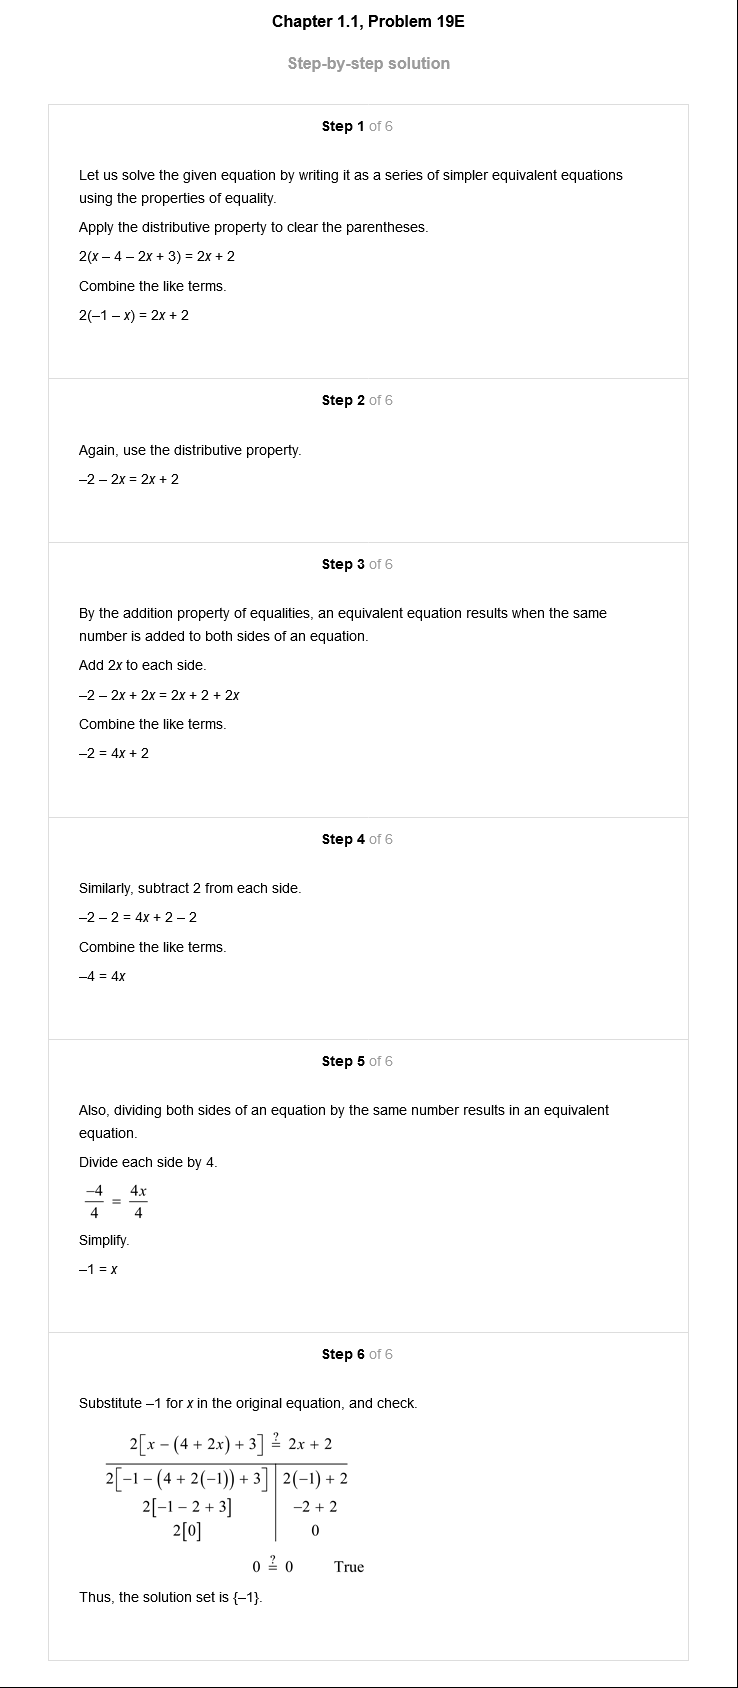 Chapter 1.1, Problem 19E
Step-by-step solution
Step 1 of 6
Let us solve the given equation by writing it as a series of simpler equivalent equations
using the properties of equality.
Apply the distributive property to clear the parentheses.
2(x – 4 – 2x + 3) = 2x + 2
Combine the like terms.
2(–1 – x) = 2x + 2
Step 2 of 6
Again, use the distributive property.
–2 – 2x = 2x + 2
Step 3 of 6
By the addition property of equalities, an equivalent equation results when the same
number is added to both sides of an equation.
Add 2x to each side.
–2 – 2x + 2x = 2x + 2 + 2x
Combine the like terms.
–2 = 4x + 2
Step 4 of 6
Similarly, subtract 2 from each side.
–2 – 2 = 4x + 2 – 2
Combine the like terms.
–4 = 4x
Step 5 of 6
Also, dividing both sides of an equation by the same number results in an equivalent
equation.
Divide each side by 4.
−4/4 = 4x/4
Simplify.
–1 = x
Step 6 of 6
Substitute –1 for x in the original equation, and check.
2[x − (4 + 2x) + 3] ≟ 2x + 2
2[−1 − (4 + 2(−1)) + 3] | 2(−1) + 2
2[−1 − 2 + 3] | −2 + 2
2[0] | 0
0 ≟ 0 True
Thus, the solution set is {–1}.